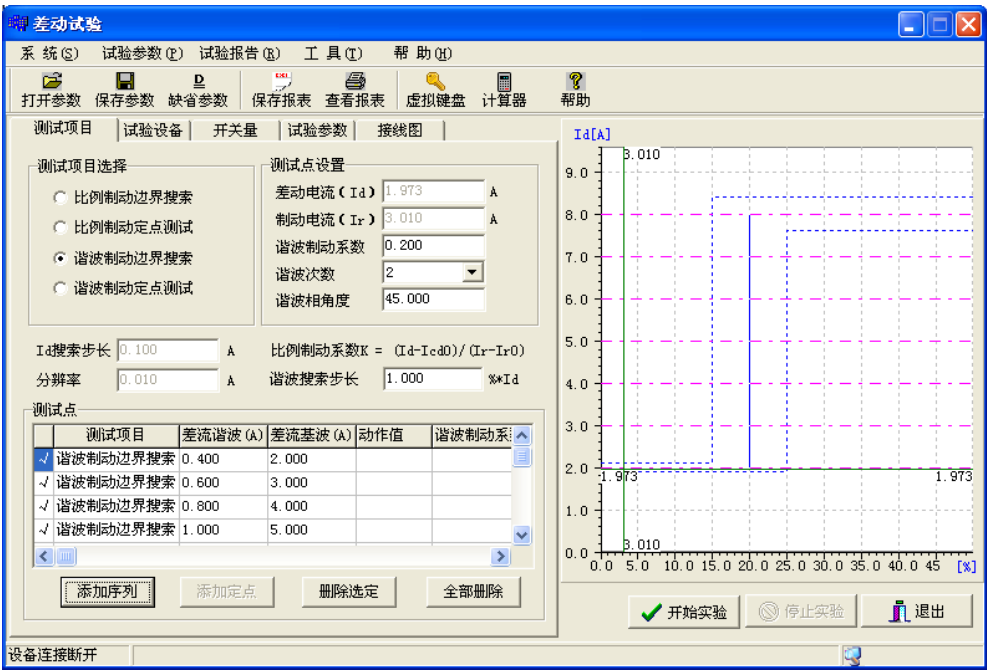 差动试验
系 统(S) 试验参数(P) 试验报告(R) 工 具(T) 帮 助(H)
打开参数 保存参数 缺省参数 保存报表 查看报表 虚拟键盘 计算器 帮助
测试项目 试验设备 开关量 试验参数 接线图
测试项目选择
比例制动边界搜索
比例制动定点测试
谐波制动边界搜索
谐波制动定点测试
测试点设置
差动电流(Id) 1.973 A
制动电流(Ir) 3.010 A
谐波制动系数 0.200
谐波次数 2
谐波相角度 45.000
Id搜索步长 0.100 A 比例制动系数K = (Id-Icd0)/(Ir-Ir0)
分辨率 0.010 A 谐波搜索步长 1.000 %*Id
测试点
测试项目 差流谐波(A) 差流基波(A) 动作值 谐波制动系
√ 谐波制动边界搜索 0.400 2.000
√ 谐波制动边界搜索 0.600 3.000
√ 谐波制动边界搜索 0.800 4.000
√ 谐波制动边界搜索 1.000 5.000
添加序列 添加定点 删除选定 全部删除
Id[A]
3.010
9.0
8.0
7.0
6.0
5.0
4.0
3.0
2.0
1.973 1.973
1.0
3.010
0.0
0.0 5.0 10.0 15.0 20.0 25.0 30.0 35.0 40.0 45 [%]
开始实验 停止实验 退出
设备连接断开